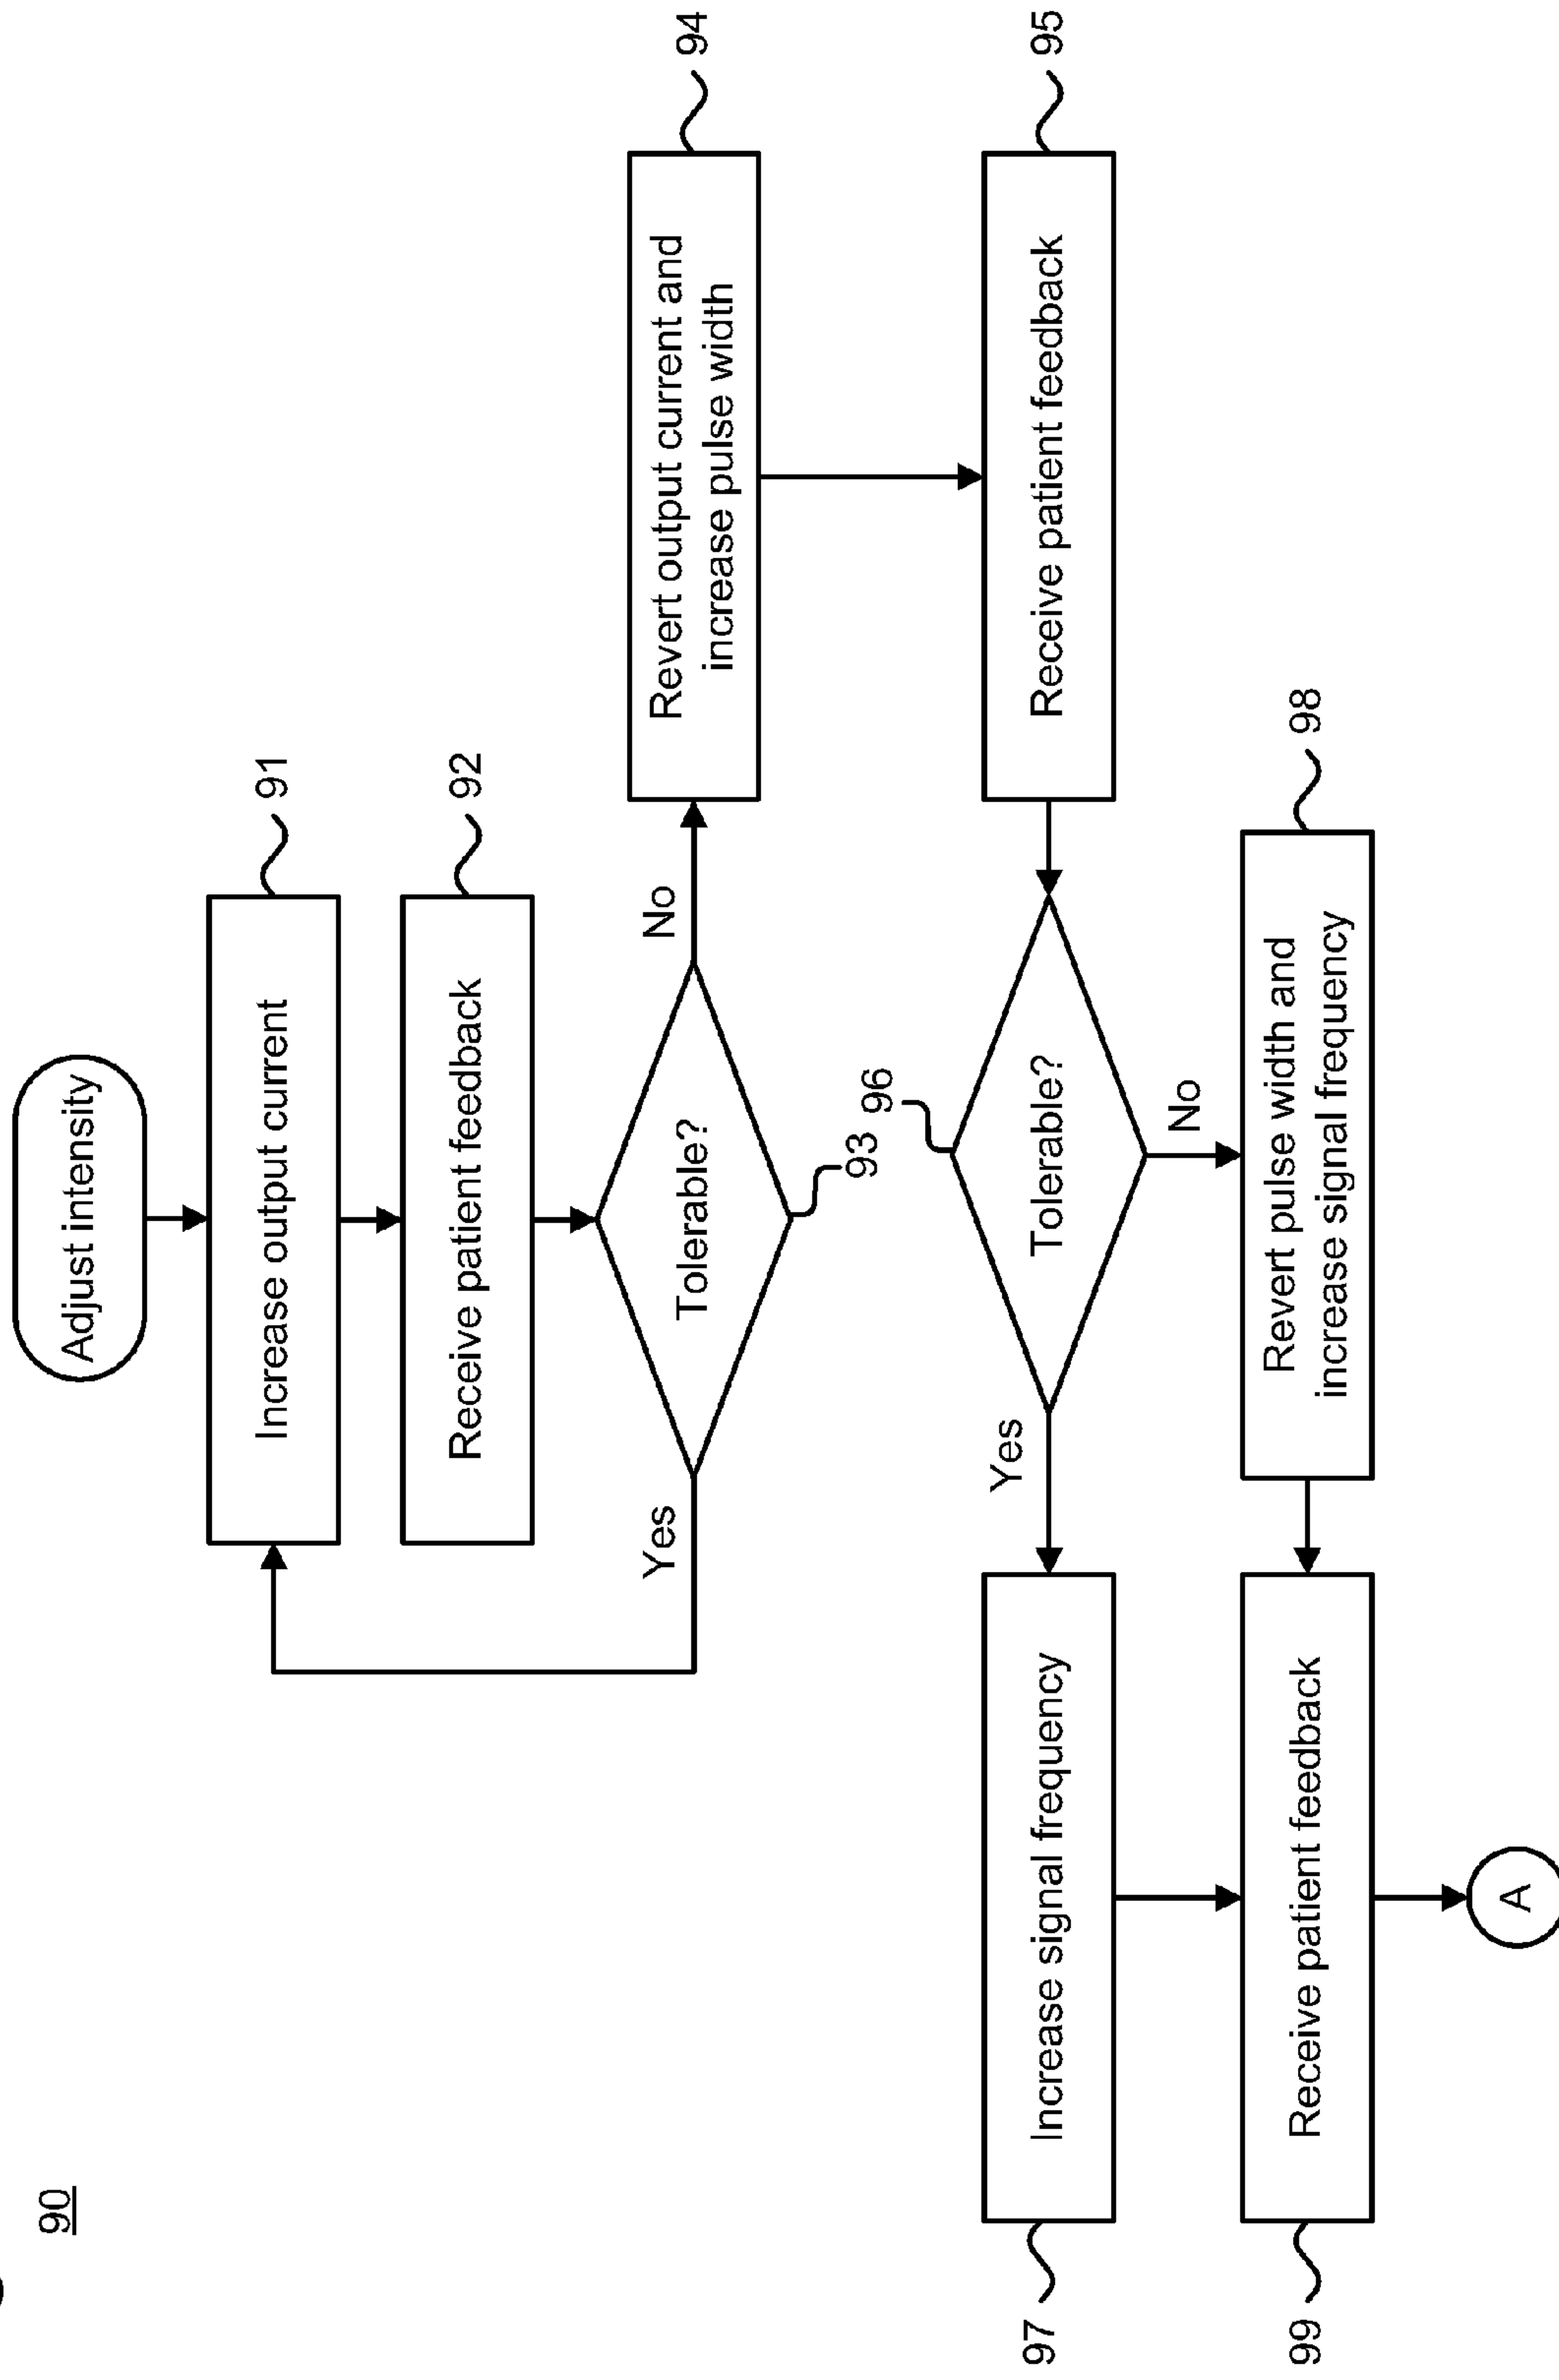 90
Adjust intensity
Increase output current
91
Receive patient feedback
92
Tolerable?
93
Yes
No
Revert output current and
increase pulse width
94
Receive patient feedback
95
Tolerable?
96
Yes
No
Increase signal frequency
97
Revert pulse width and
increase signal frequency
98
Receive patient feedback
99
A